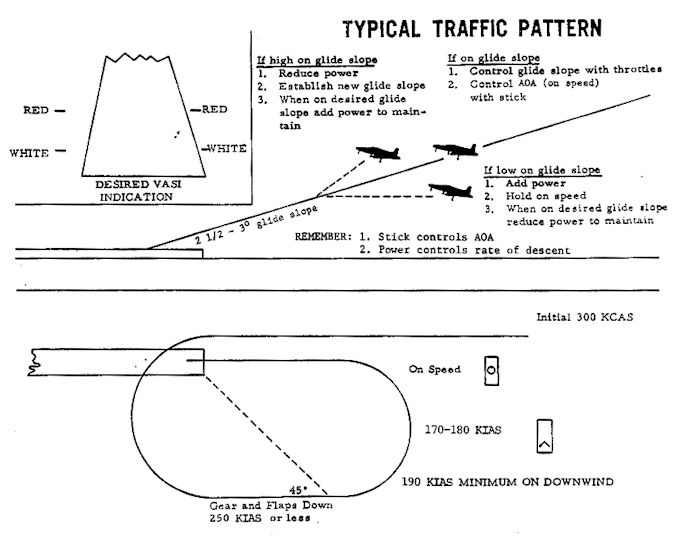 TYPICAL TRAFFIC PATTERN
If high on glide slope
1. Reduce power
2. Establish new glide slope
3. When on desired glide
slope add power to main-
tain
If on glide slope
1. Control glide slope with throttles
2. Control AOA (on speed)
with stick
RED
RED
WHITE
WHITE
DESIRED VASI
INDICATION
If low on glide slope
1. Add power
2. Hold on speed
3. When on desired glide slope
reduce power to maintain
2 1/2 - 3° glide slope
REMEMBER: 1. Stick controls AOA
2. Power controls rate of descent
Initial 300 KCAS
On Speed
170-180 KIAS
190 KIAS MINIMUM ON DOWNWIND
45°
Gear and Flaps Down
250 KIAS or less